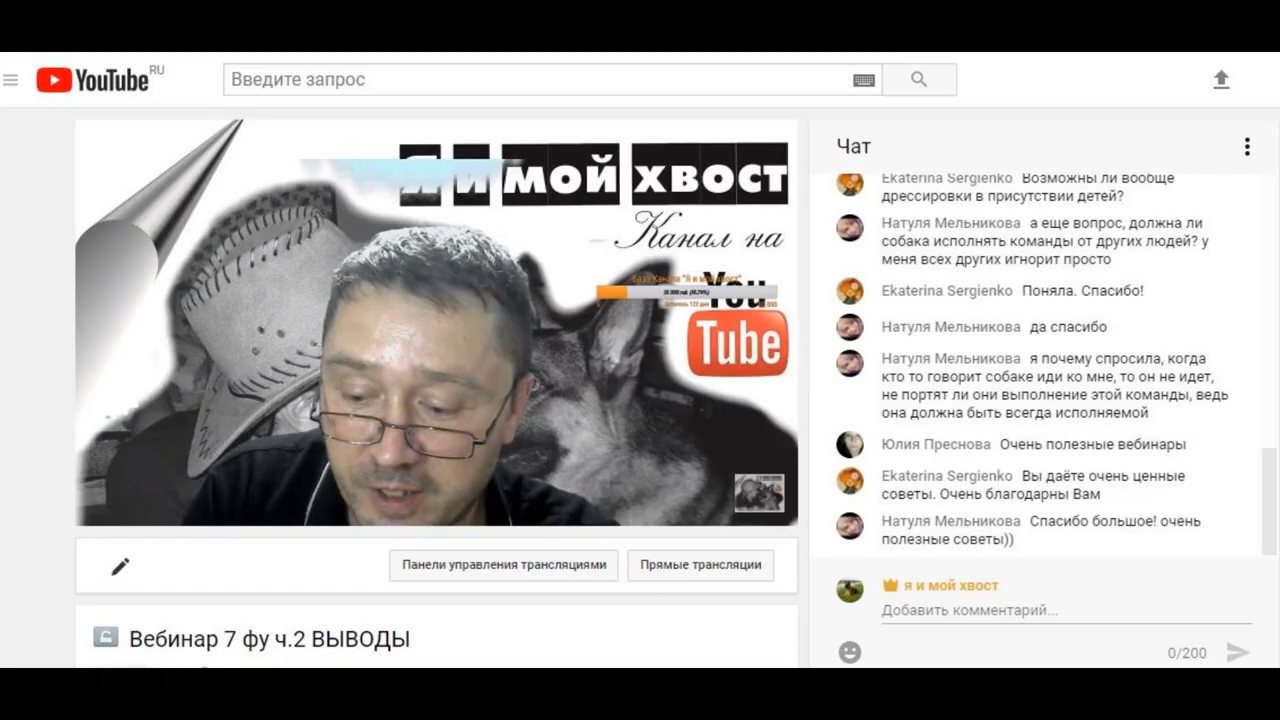 YouTube RU
Введите запрос
Я и мой хвост
Канал на
База Канала "Я и мой хвост"
You
Tube
Панели управления трансляциями
Прямые трансляции
Вебинар 7 фу ч.2 ВЫВОДЫ
Чат
Ekaterina Sergienko Возможны ли вообще
дрессировки в присутствии детей?
Натуля Мельникова а еще вопрос, должна ли
собака исполнять команды от других людей? у
меня всех других игнорит просто
Ekaterina Sergienko Поняла. Спасибо!
Натуля Мельникова да спасибо
Натуля Мельникова я почему спросила, когда
кто то говорит собаке иди ко мне, то он не идет,
не портят ли они выполнение этой команды, ведь
она должна быть всегда исполняемой
Юлия Преснова Очень полезные вебинары
Ekaterina Sergienko Вы даёте очень ценные
советы. Очень благодарны Вам
Натуля Мельникова Спасибо большое! очень
полезные советы))
я и мой хвост
Добавить комментарий...
0/200